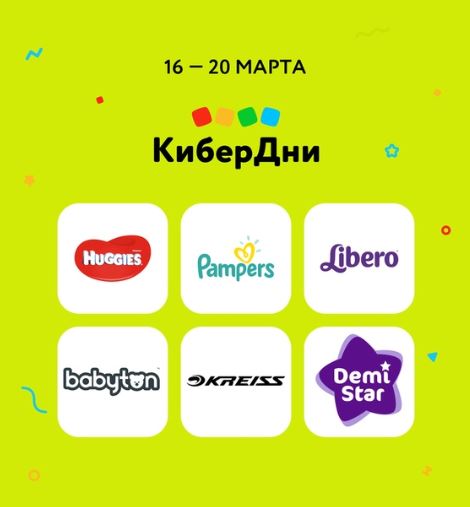 16 – 20 МАРТА
КиберДни
HUGGIES
Pampers
Libero
babyton
KREISS
Demi
Star